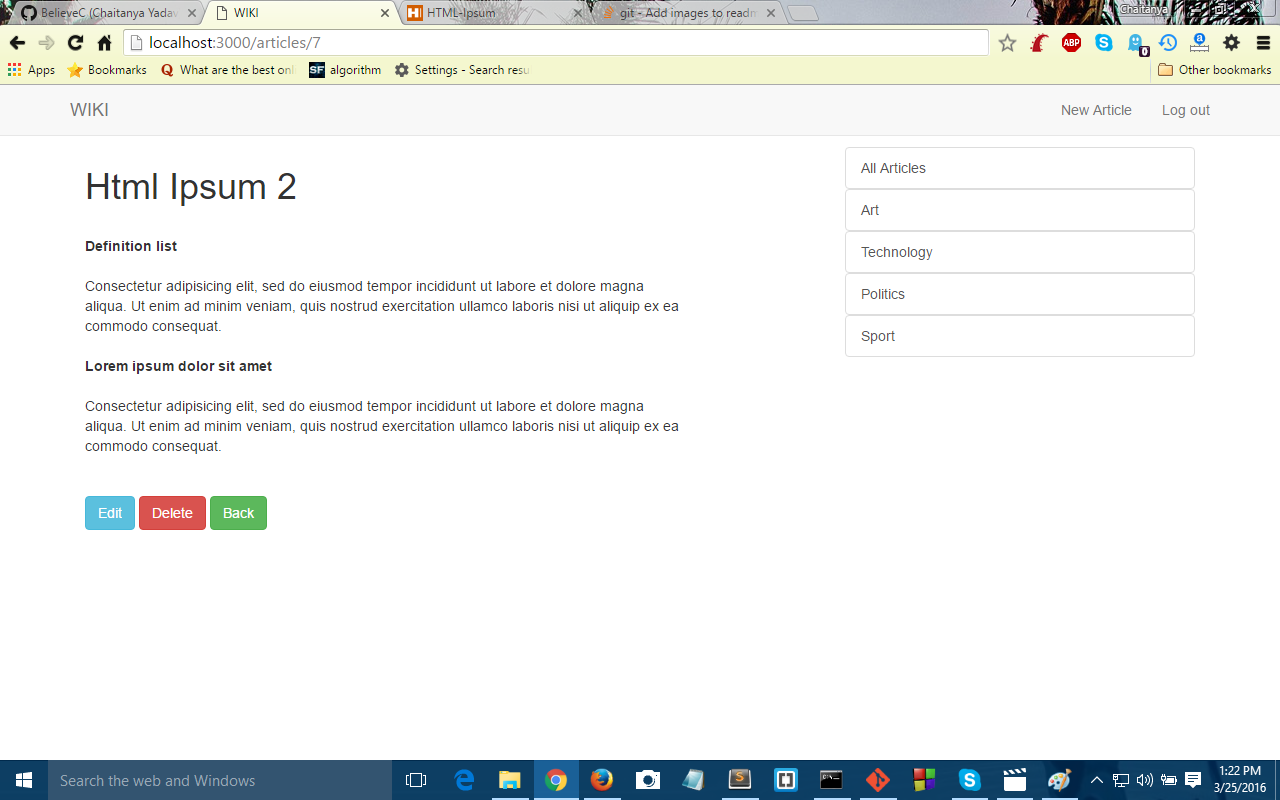 BelieveC (Chaitanya Yadav
WIKI
HTML-Ipsum
git - Add images to readm
Chaitanya
localhost:3000/articles/7
ABP
0
Apps
Bookmarks
What are the best onl
SF algorithm
Settings - Search resu
Other bookmarks
WIKI
New Article
Log out
Html Ipsum 2
Definition list
Consectetur adipisicing elit, sed do eiusmod tempor incididunt ut labore et dolore magna
aliqua. Ut enim ad minim veniam, quis nostrud exercitation ullamco laboris nisi ut aliquip ex ea
commodo consequat.
Lorem ipsum dolor sit amet
Consectetur adipisicing elit, sed do eiusmod tempor incididunt ut labore et dolore magna
aliqua. Ut enim ad minim veniam, quis nostrud exercitation ullamco laboris nisi ut aliquip ex ea
commodo consequat.
Edit
Delete
Back
All Articles
Art
Technology
Politics
Sport
Search the web and Windows
1:22 PM
3/25/2016